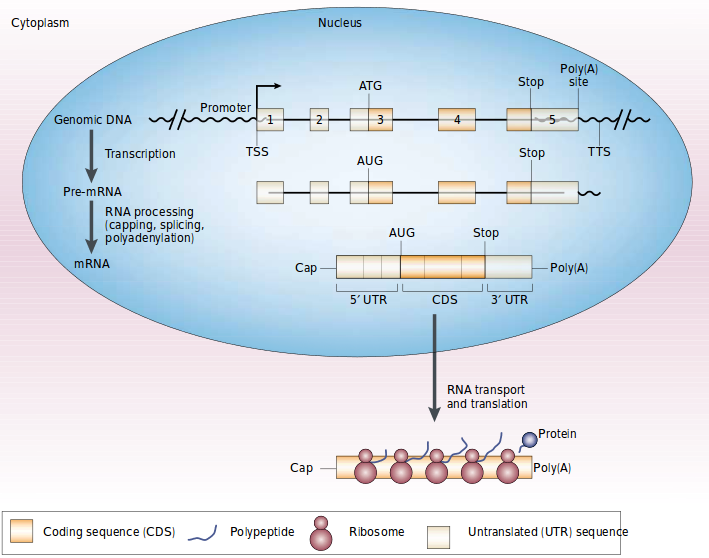 Cytoplasm
Nucleus
Poly(A)
site
ATG
Stop
Promoter
Genomic DNA
1
2
3
4
5
TSS
TTS
Transcription
AUG
Stop
Pre-mRNA
RNA processing
(capping, splicing,
polyadenylation)
AUG
Stop
mRNA
Cap
Poly(A)
5′ UTR
CDS
3′ UTR
RNA transport
and translation
Protein
Cap
Poly(A)
Coding sequence (CDS)
Polypeptide
Ribosome
Untranslated (UTR) sequence